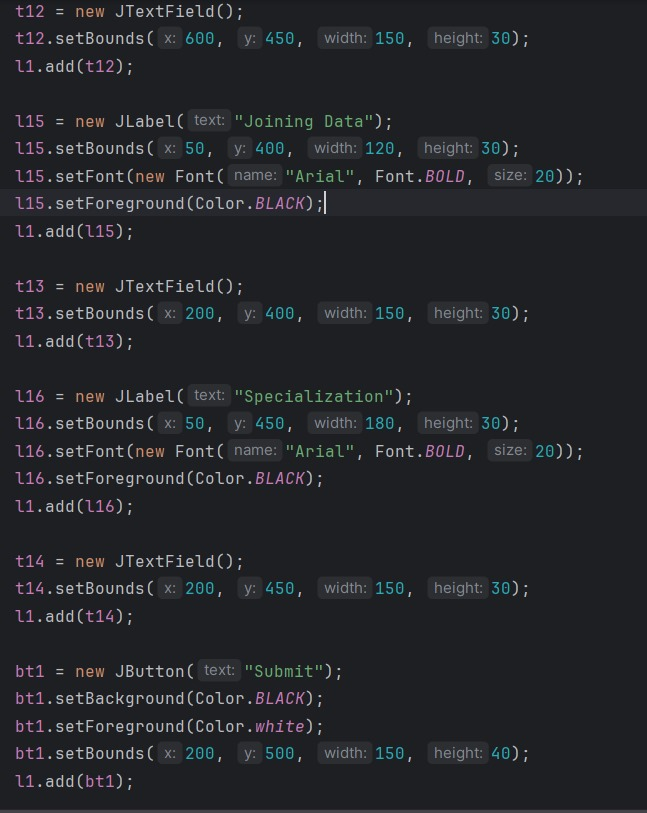 t12 = new JTextField();
t12.setBounds( x: 600, y: 450, width: 150, height: 30);
l1.add(t12);
l15 = new JLabel( text: "Joining Data");
l15.setBounds( x: 50, y: 400, width: 120, height: 30);
l15.setFont(new Font( name: "Arial", Font.BOLD, size: 20));
l15.setForeground(Color.BLACK);
l1.add(l15);
t13 = new JTextField();
t13.setBounds( x: 200, y: 400, width: 150, height: 30);
l1.add(t13);
l16 = new JLabel( text: "Specialization");
l16.setBounds( x: 50, y: 450, width: 180, height: 30);
l16.setFont(new Font( name: "Arial", Font.BOLD, size: 20));
l16.setForeground(Color.BLACK);
l1.add(l16);
t14 = new JTextField();
t14.setBounds( x: 200, y: 450, width: 150, height: 30);
l1.add(t14);
bt1 = new JButton( text: "Submit");
bt1.setBackground(Color.BLACK);
bt1.setForeground(Color.white);
bt1.setBounds( x: 200, y: 500, width: 150, height: 40);
l1.add(bt1);